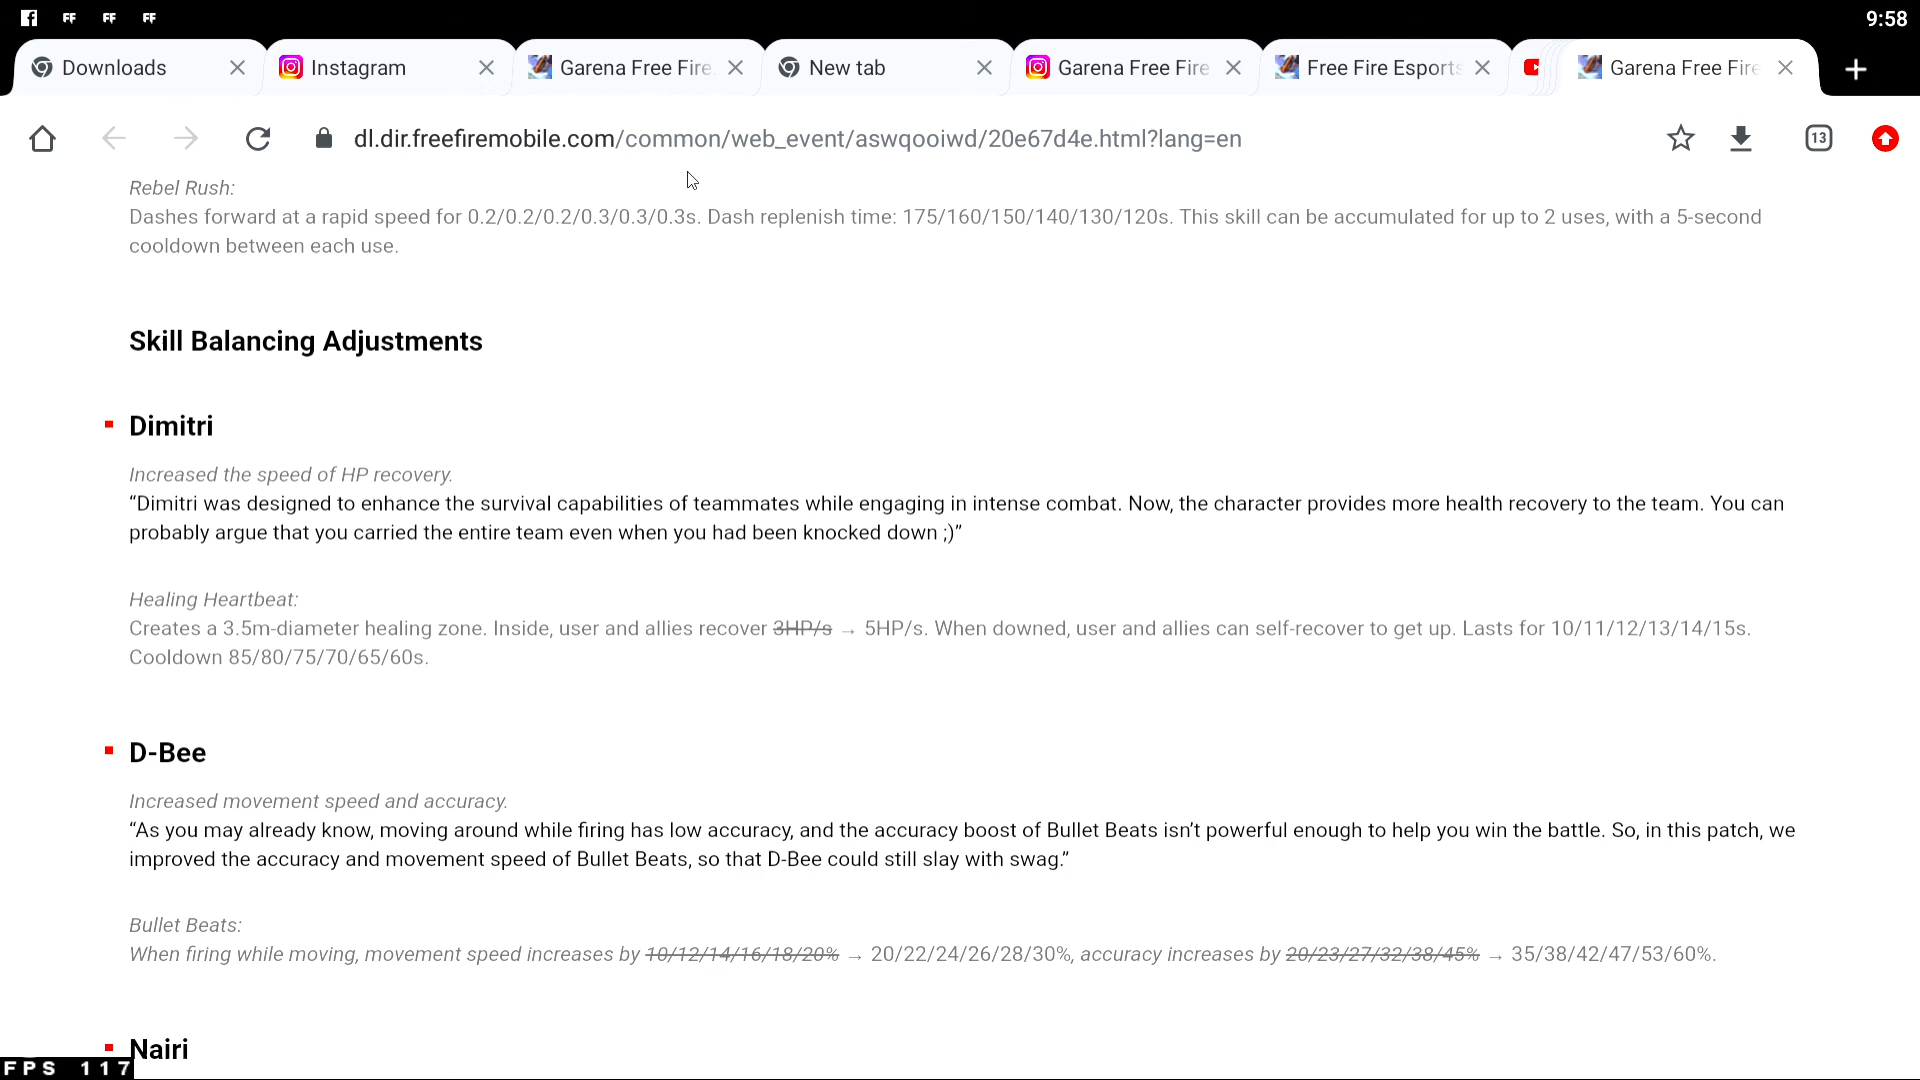 FF FF FF 9:58
Downloads Instagram Garena Free Fire New tab Garena Free Fire Free Fire Esports Garena Free Fire
dl.dir.freefiremobile.com/common/web_event/aswqooiwd/20e67d4e.html?lang=en 13
Rebel Rush:
Dashes forward at a rapid speed for 0.2/0.2/0.2/0.3/0.3/0.3s. Dash replenish time: 175/160/150/140/130/120s. This skill can be accumulated for up to 2 uses, with a 5-second
cooldown between each use.
Skill Balancing Adjustments
Dimitri
Increased the speed of HP recovery.
“Dimitri was designed to enhance the survival capabilities of teammates while engaging in intense combat. Now, the character provides more health recovery to the team. You can
probably argue that you carried the entire team even when you had been knocked down ;)”
Healing Heartbeat:
Creates a 3.5m-diameter healing zone. Inside, user and allies recover 3HP/s → 5HP/s. When downed, user and allies can self-recover to get up. Lasts for 10/11/12/13/14/15s.
Cooldown 85/80/75/70/65/60s.
D-Bee
Increased movement speed and accuracy.
“As you may already know, moving around while firing has low accuracy, and the accuracy boost of Bullet Beats isn’t powerful enough to help you win the battle. So, in this patch, we
improved the accuracy and movement speed of Bullet Beats, so that D-Bee could still slay with swag.”
Bullet Beats:
When firing while moving, movement speed increases by 10/12/14/16/18/20% → 20/22/24/26/28/30%, accuracy increases by 20/23/27/32/38/45% → 35/38/42/47/53/60%.
Nairi
FPS 117